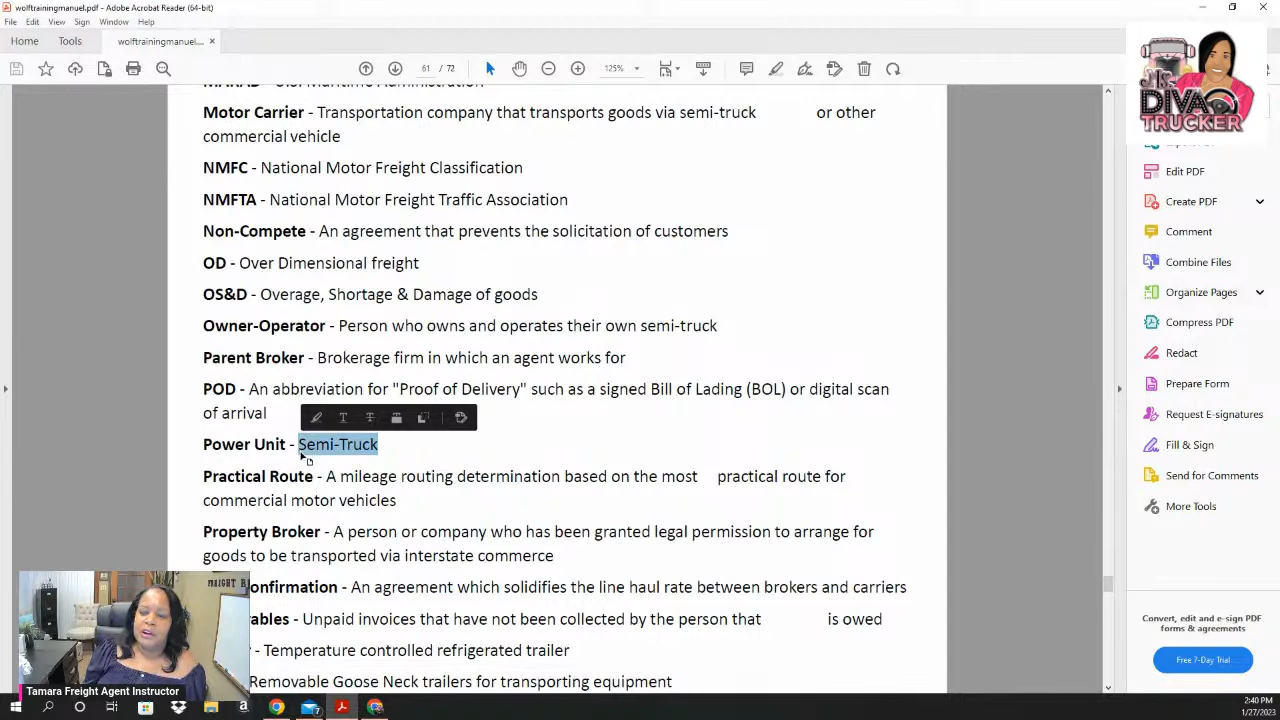 wolftrainingmanuel.pdf - Adobe Acrobat Reader (64-bit)
File Edit View Sign Window Help
Home Tools wolftrainingmanuel.... ×
61 125%
Motor Carrier - Transportation company that transports goods via semi-truck or other
commercial vehicle
NMFC - National Motor Freight Classification
NMFTA - National Motor Freight Traffic Association
Non-Compete - An agreement that prevents the solicitation of customers
OD - Over Dimensional freight
OS&D - Overage, Shortage & Damage of goods
Owner-Operator - Person who owns and operates their own semi-truck
Parent Broker - Brokerage firm in which an agent works for
POD - An abbreviation for "Proof of Delivery" such as a signed Bill of Lading (BOL) or digital scan
of arrival
Power Unit - Semi-Truck
Practical Route - A mileage routing determination based on the most practical route for
commercial motor vehicles
Property Broker - A person or company who has been granted legal permission to arrange for
goods to be transported via interstate commerce
onfirmation - An agreement which solidifies the line haul rate between brokers and carriers
ables - Unpaid invoices that have not been collected by the person that is owed
- Temperature controlled refrigerated trailer
Removable Goose Neck trailers for transporting equipment
DIVA
TRUCKER
Edit PDF
Create PDF
Comment
Combine Files
Organize Pages
Compress PDF
Redact
Prepare Form
Request E-signatures
Fill & Sign
Send for Comments
More Tools
Convert, edit and e-sign PDF
forms & agreements
Free 7-Day Trial
Tamara Freight Agent Instructor
7
2:40 PM
1/27/2023